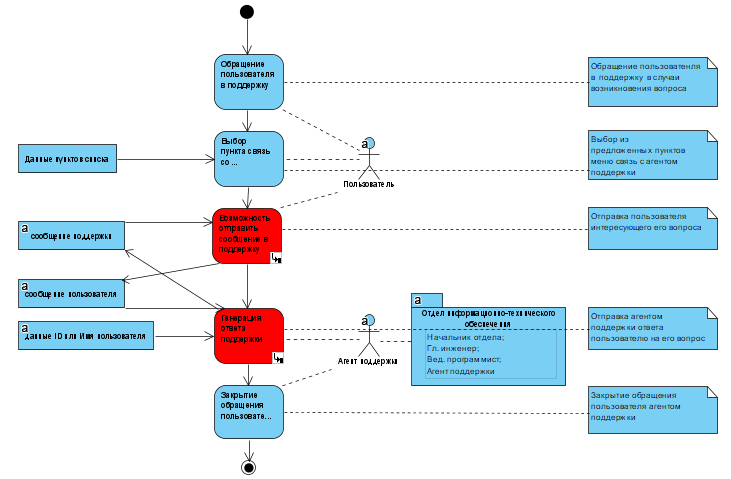 Обращение
пользователя
в поддержку
Обращение пользователня
в поддержку в случаи
возникновения вопроса
Выбор
пункта связь
со ...
Данные пунктов списка
а
Пользователь
Выбор из
предложенных пунктов
меню связь с агентом
поддержки
Возможность
отправить
сообщение в
поддержку
а
сообщение поддержки
Отправка пользователя
интересующего его вопроса
а
сообщение пользователя
а
данные ID или Имя пользователя
Генерация
ответа
поддержки
а
Агент поддержки
а
Отдел информационно-технического
обеспечения
Начальник отдела;
Гл. инженер;
Вед. программист;
Агент поддержки
Отправка агентом
поддержки ответа
пользователю на его вопрос
Закрытие
обращения
пользовате...
Закрытие обращения
пользователя агентом
поддержки